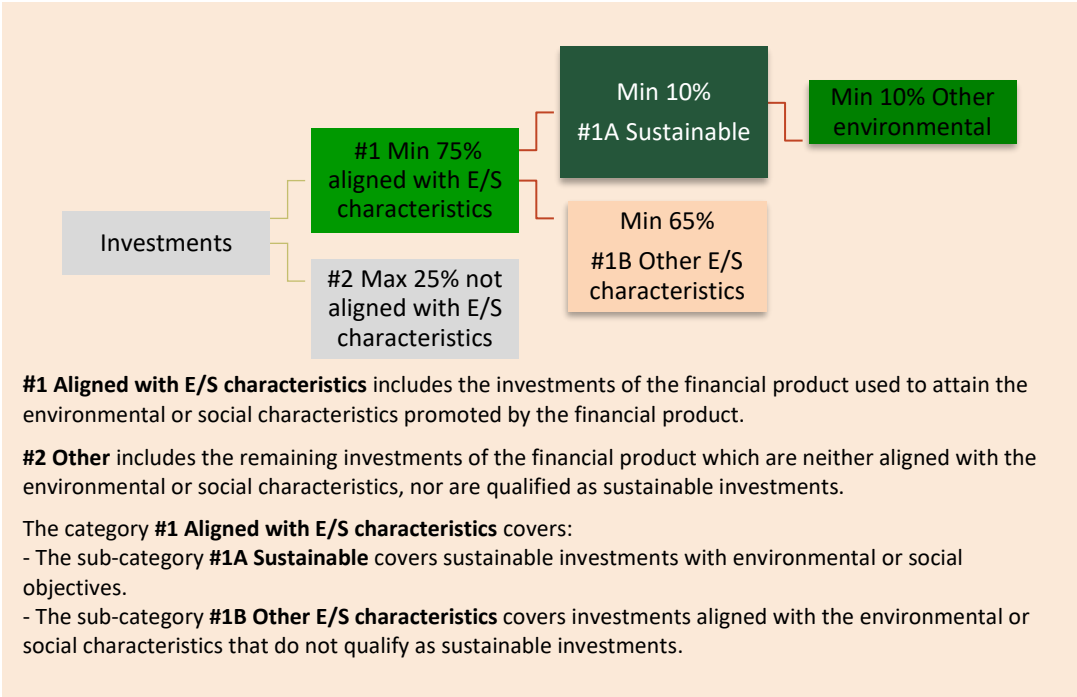 Min 10%
#1A Sustainable
Min 10% Other
environmental
#1 Min 75%
aligned with E/S
characteristics
Investments
Min 65%
#1B Other E/S
characteristics
#2 Max 25% not
aligned with E/S
characteristics
#1 Aligned with E/S characteristics includes the investments of the financial product used to attain the
environmental or social characteristics promoted by the financial product.
#2 Other includes the remaining investments of the financial product which are neither aligned with the
environmental or social characteristics, nor are qualified as sustainable investments.
The category #1 Aligned with E/S characteristics covers:
- The sub-category #1A Sustainable covers sustainable investments with environmental or social
objectives.
- The sub-category #1B Other E/S characteristics covers investments aligned with the environmental or
social characteristics that do not qualify as sustainable investments.